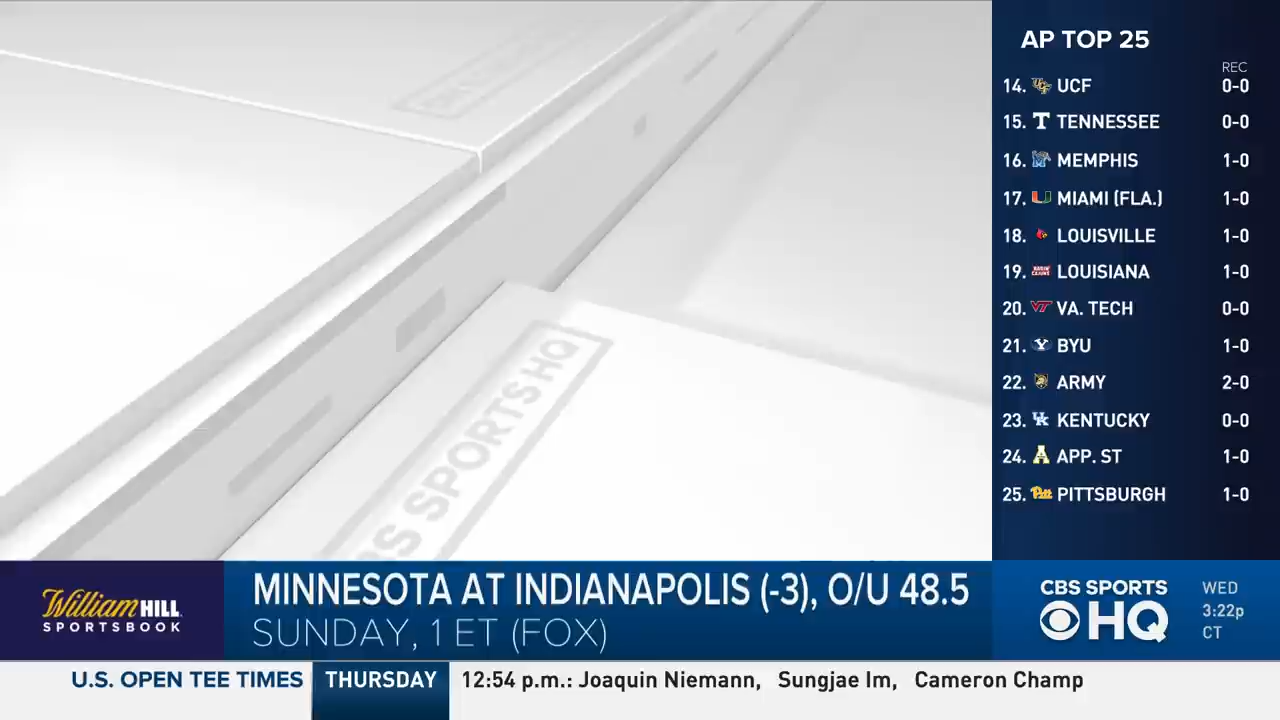 AP TOP 25
REC
14. UCF 0-0
15. TENNESSEE 0-0
16. MEMPHIS 1-0
17. MIAMI (FLA.) 1-0
18. LOUISVILLE 1-0
19. LOUISIANA 1-0
20. VA. TECH 0-0
21. BYU 1-0
22. ARMY 2-0
23. KENTUCKY 0-0
24. APP. ST 1-0
25. PITTSBURGH 1-0
BS SPORTS HQ
William HILL
SPORTSBOOK
MINNESOTA AT INDIANAPOLIS (-3), O/U 48.5
SUNDAY, 1 ET (FOX)
CBS SPORTS
HQ
WED
3:22p
CT
U.S. OPEN TEE TIMES THURSDAY 12:54 p.m.: Joaquin Niemann, Sungjae Im, Cameron Champ